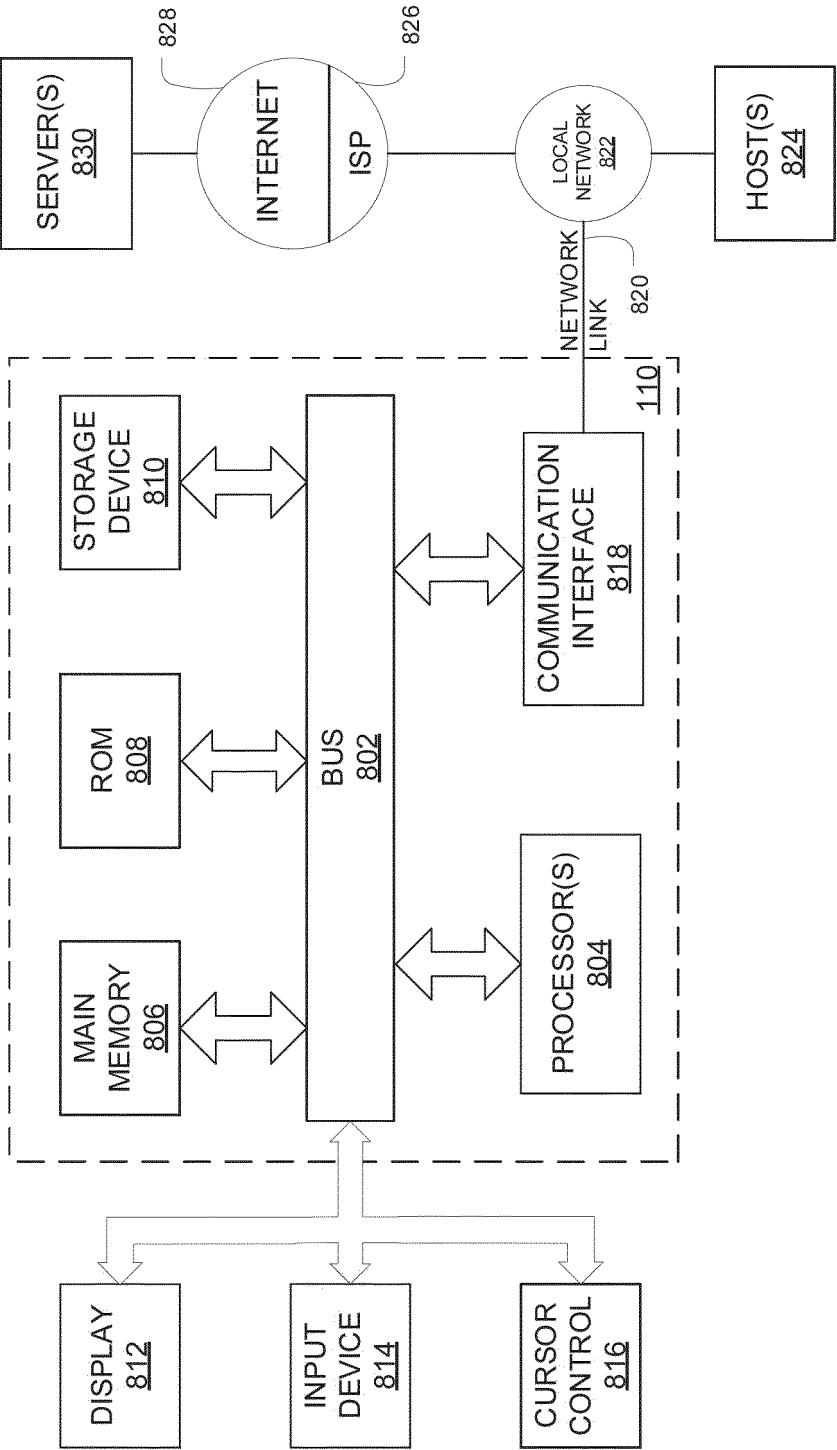 DISPLAY
812
INPUT
DEVICE
814
CURSOR
CONTROL
816
MAIN
MEMORY
806
ROM
808
STORAGE
DEVICE
810
BUS
802
PROCESSOR(S)
804
COMMUNICATION
INTERFACE
818
110
NETWORK
LINK
820
SERVER(S)
830
828
INTERNET
ISP
826
LOCAL
NETWORK
822
HOST(S)
824